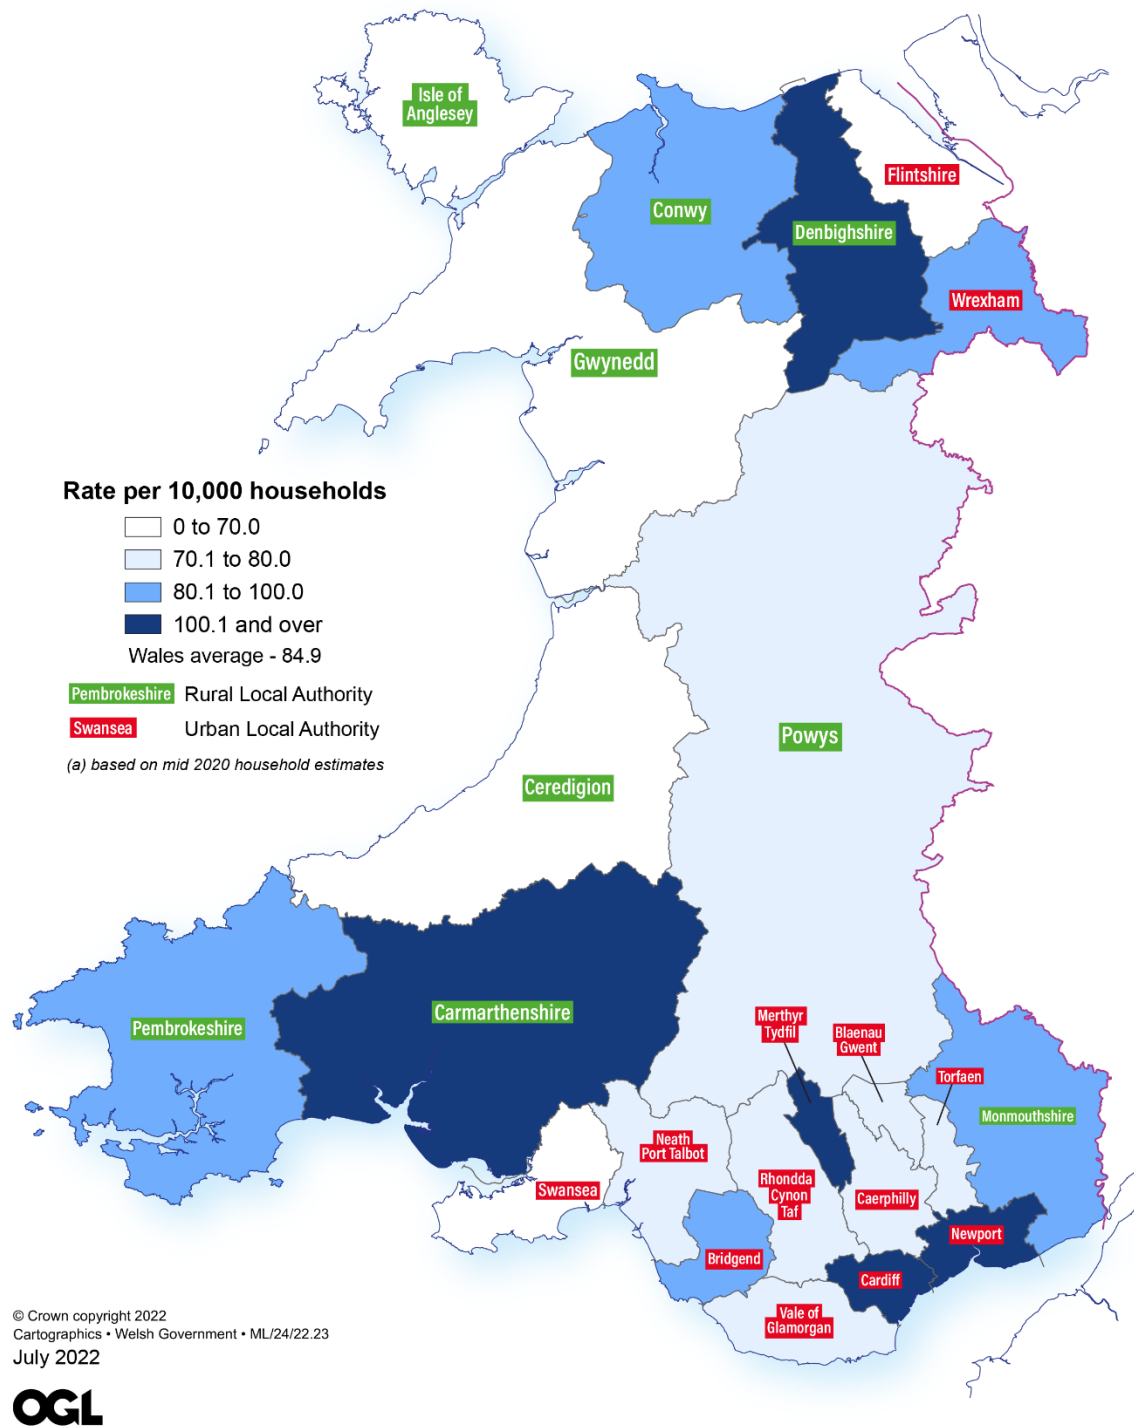 Isle of
Anglesey
Flintshire
Conwy
Denbighshire
Wrexham
Gwynedd
Rate per 10,000 households
0 to 70.0
70.1 to 80.0
80.1 to 100.0
100.1 and over
Wales average - 84.9
Pembrokeshire Rural Local Authority
Swansea Urban Local Authority
(a) based on mid 2020 household estimates
Powys
Ceredigion
Carmarthenshire
Pembrokeshire
Merthyr
Tydfil
Blaenau
Gwent
Torfaen
Monmouthshire
Neath
Port Talbot
Rhondda
Cynon
Taf
Swansea
Caerphilly
Newport
Bridgend
Cardiff
Vale of
Glamorgan
© Crown copyright 2022
Cartographics • Welsh Government • ML/24/22.23
July 2022
OGL